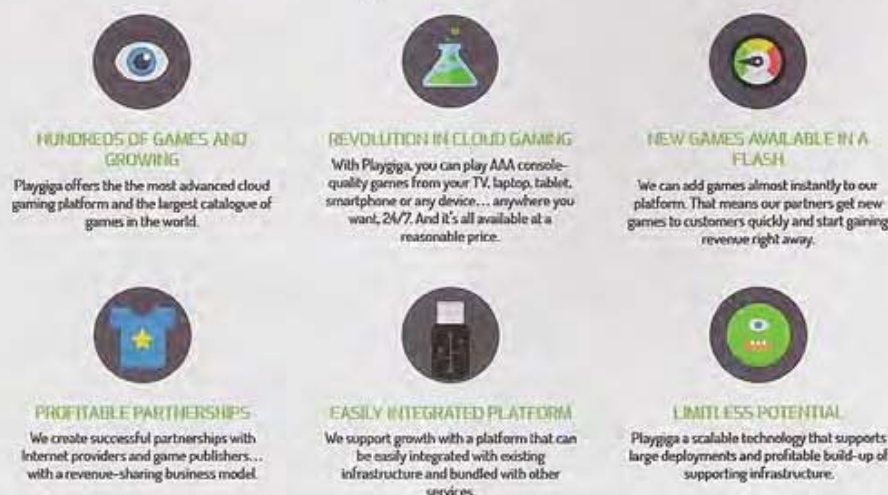 HUNDREDS OF GAMES AND
GROWING
Playgiga offers the the most advanced cloud
gaming platform and the largest catalogue of
games in the world.
REVOLUTION IN CLOUD GAMING
With Playgiga, you can play AAA console-
quality games from your TV, laptop, tablet,
smartphone or any device... anywhere you
want, 24/7. And it's all available at a
reasonable price.
NEW GAMES AVAILABLE IN A
FLASH
We can add games almost instantly to our
platform. That means our partners get new
games to customers quickly and start gaining
revenue right away.
PROFITABLE PARTNERSHIPS
We create successful partnerships with
Internet providers and game publishers...
with a revenue-sharing business model.
EASILY INTEGRATED PLATFORM
We support growth with a platform that can
be easily integrated with existing
infrastructure and bundled with other
services.
LIMITLESS POTENTIAL
Playgiga a scalable technology that supports
large deployments and profitable build-up of
supporting infrastructure.